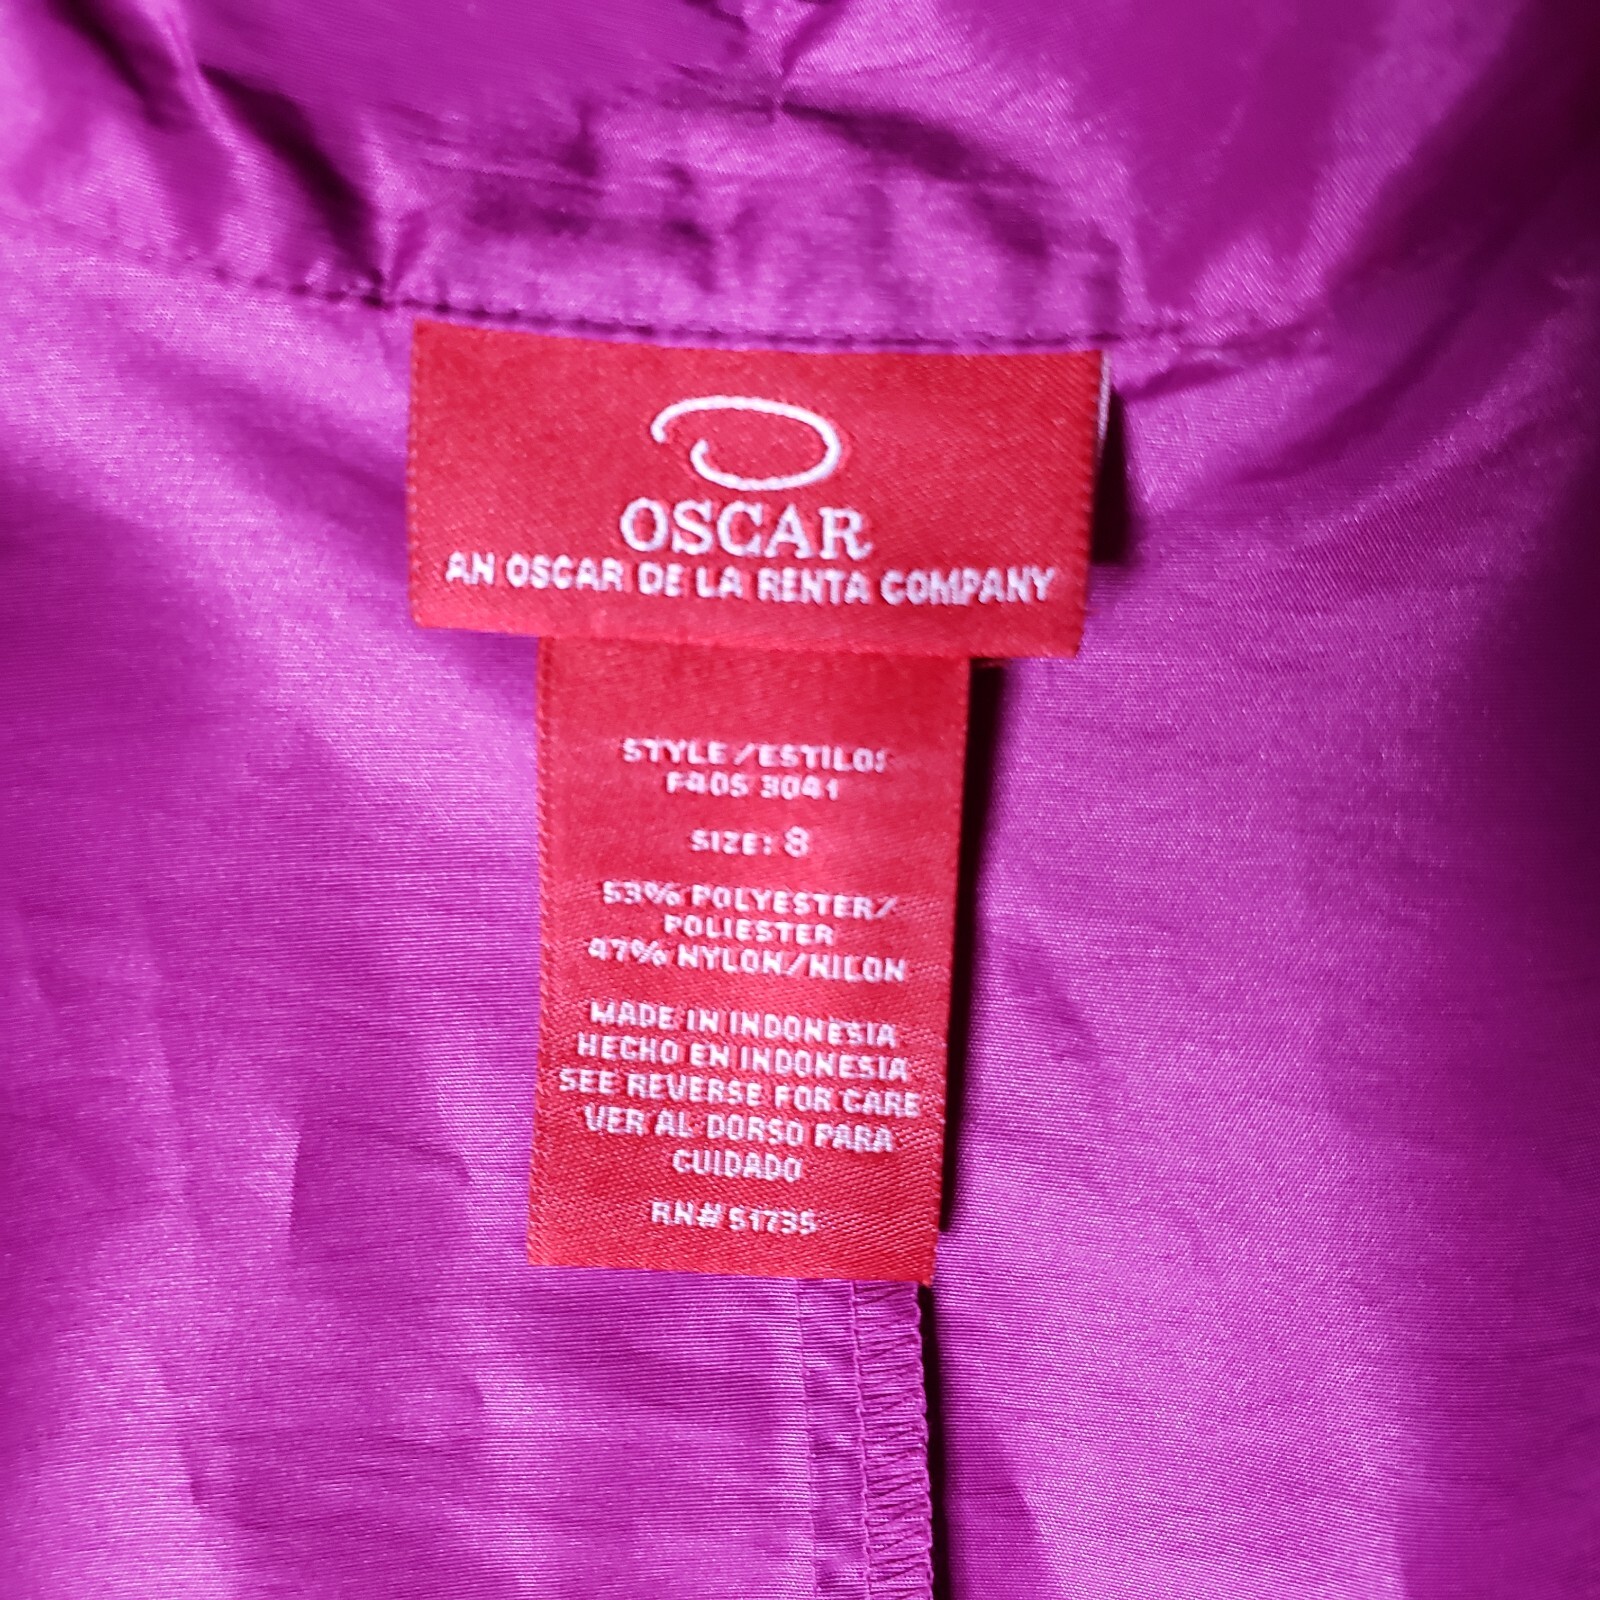 OSCAR
AN OSCAR DE LA RENTA COMPANY
STYLE/ESTILO:
F40S 3041
SIZE: 8
53% POLYESTER/
POLIESTER
47% NYLON/NILON
MADE IN INDONESIA
HECHO EN INDONESIA
SEE REVERSE FOR CARE
VER AL DORSO PARA
CUIDADO
RN# 51735